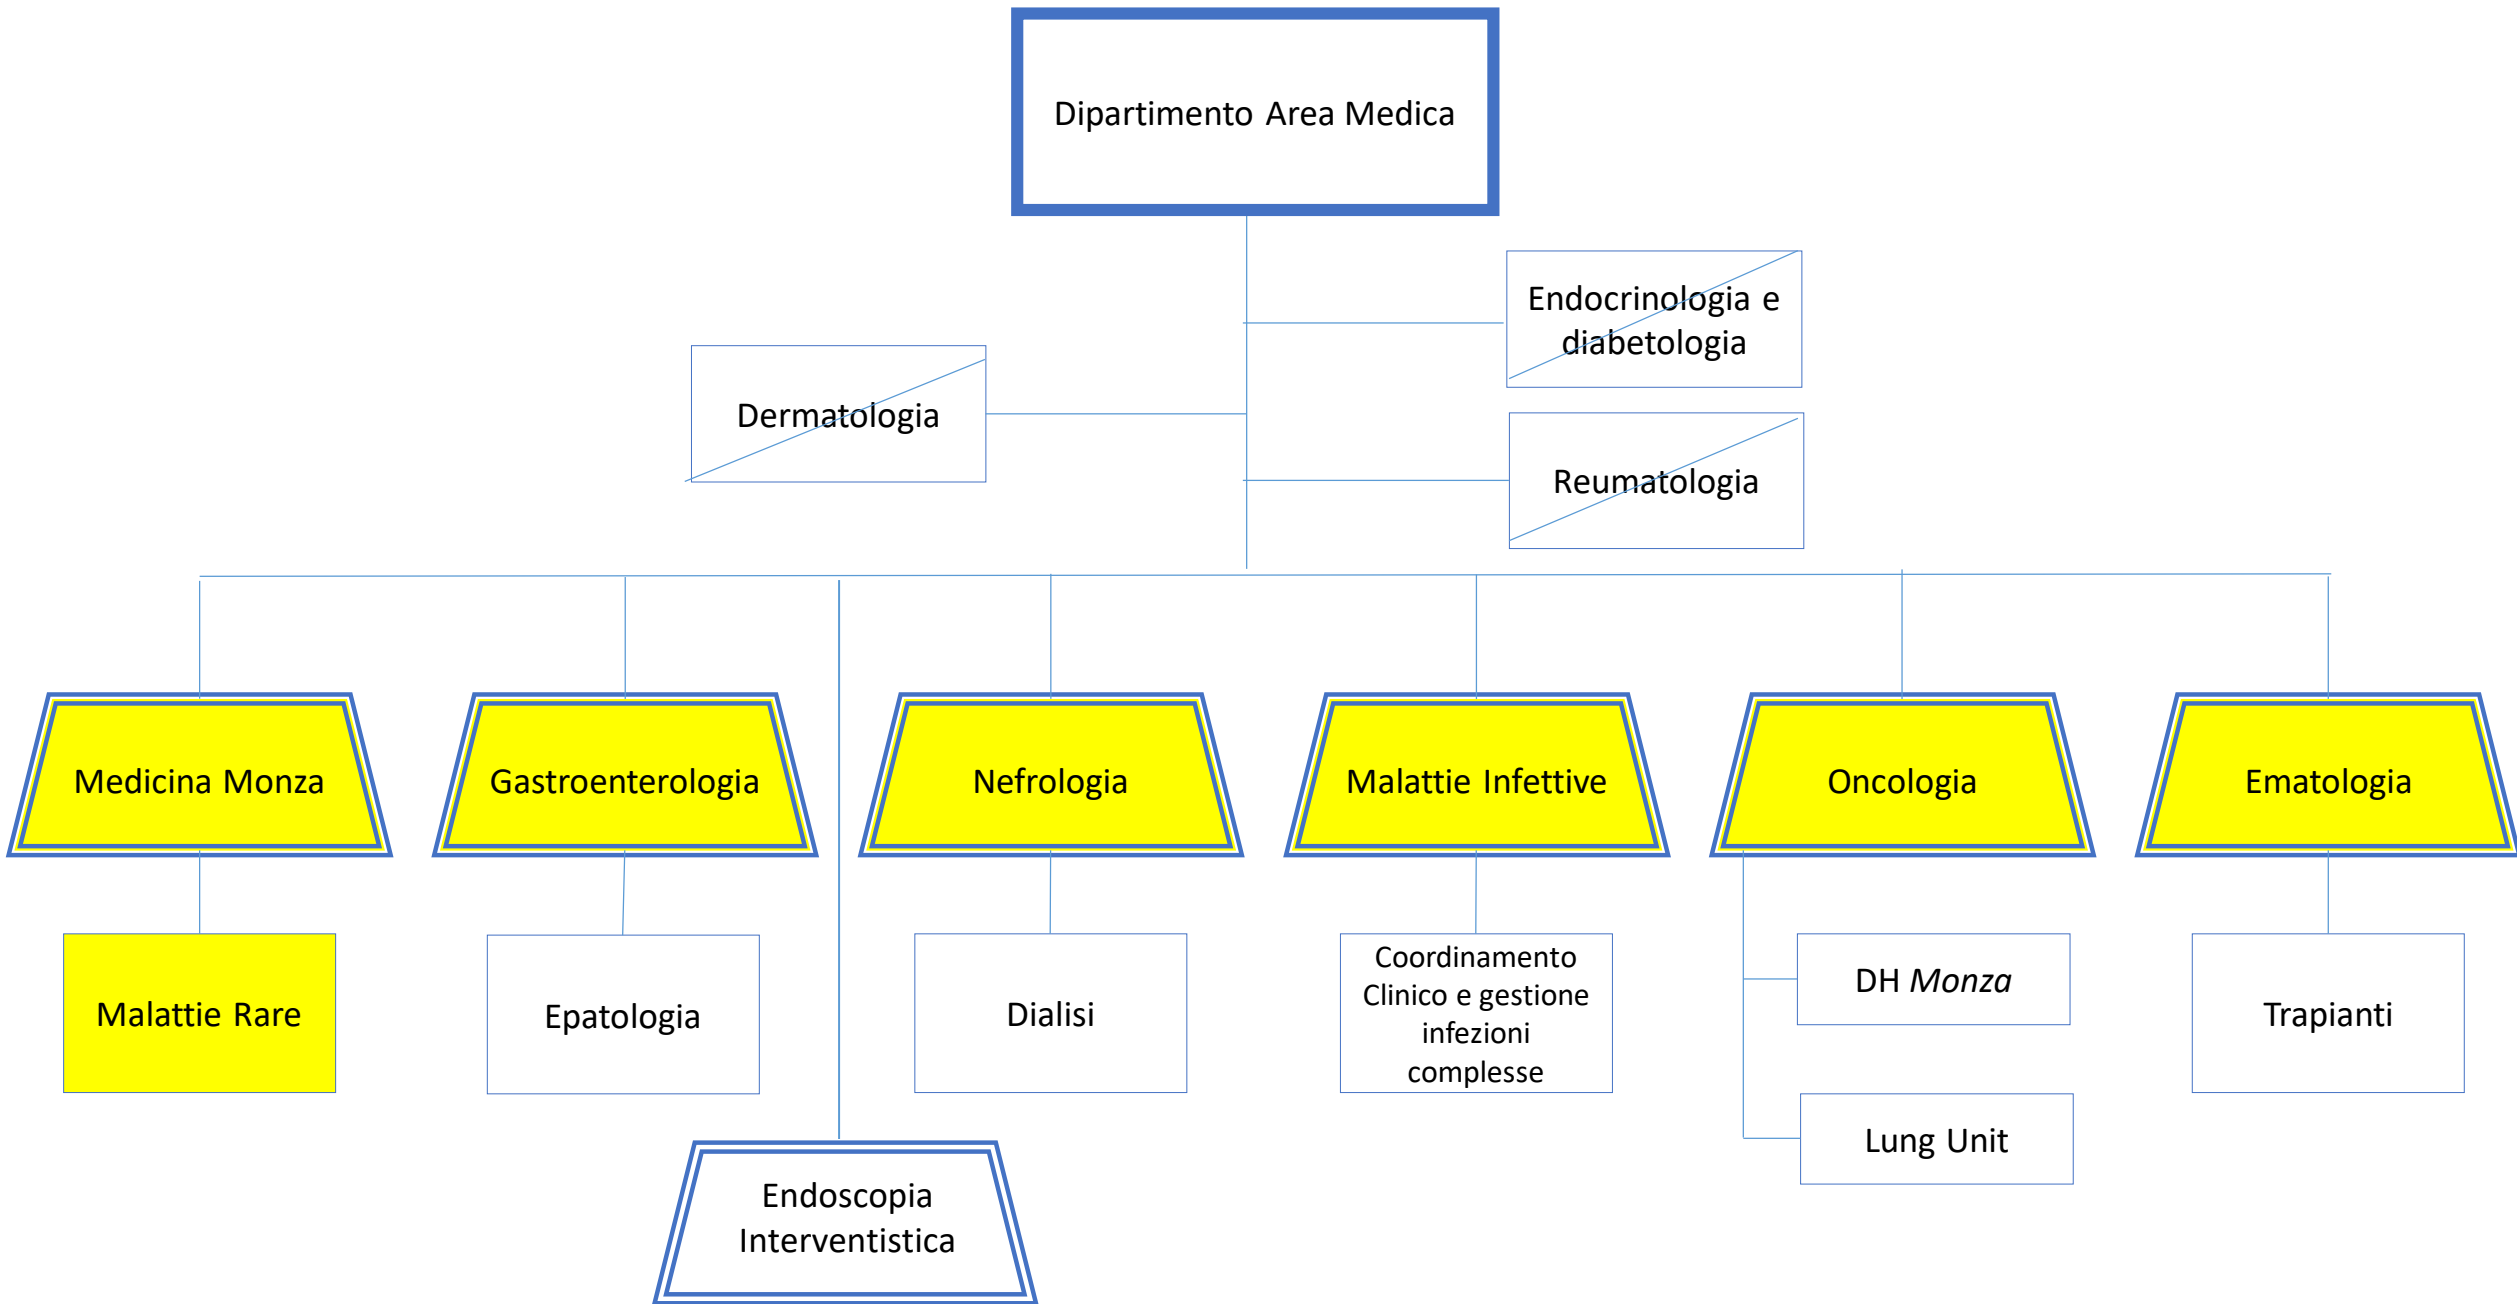 Dipartimento Area Medica
Endocrinologia e
diabetologia
Dermatologia
Reumatologia
Medicina Monza
Gastroenterologia
Nefrologia
Malattie Infettive
Oncologia
Ematologia
Malattie Rare
Epatologia
Dialisi
Coordinamento
Clinico e gestione
infezioni
complesse
DH Monza
Trapianti
Lung Unit
Endoscopia
Interventistica